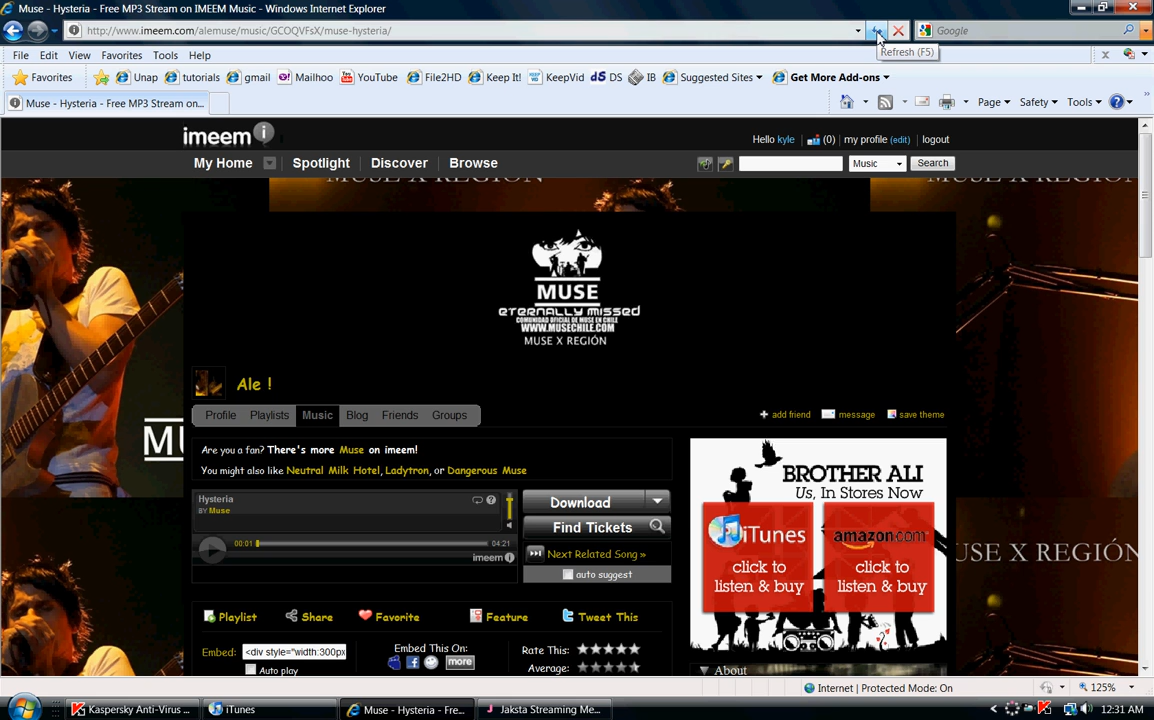 Muse - Hysteria - Free MP3 Stream on IMEEM Music - Windows Internet Explorer
http://www.imeem.com/alemuse/music/GCOQVFsX/muse-hysteria/
Google
File Edit View Favorites Tools Help
Refresh (F5)
Favorites Unap tutorials gmail Mailhoo YouTube File2HD Keep It! KeepVid DS IB Suggested Sites Get More Add-ons
Muse - Hysteria - Free MP3 Stream on...
Page Safety Tools
imeem
Hello kyle (0) my profile (edit) logout
My Home Spotlight Discover Browse
Music Search
MUSE X REGIÓN
MUSE
ETERNALLY MISSED
COMUNIDAD OFICIAL DE MUSE EN CHILE
WWW.MUSECHILE.COM
MUSE X REGIÓN
Ale !
Profile Playlists Music Blog Friends Groups
add friend message save theme
Are you a fan? There's more Muse on imeem!
You might also like Neutral Milk Hotel, Ladytron, or Dangerous Muse
BROTHER ALI
Us, In Stores Now
Hysteria
BY Muse
Download
Find Tickets
iTunes
click to
listen & buy
amazon.com
click to
listen & buy
00:01 04:21
imeem
Next Related Song »
auto suggest
USE X REGIÓN
MU
Playlist Share Favorite Feature Tweet This
Embed: <div style="width:300px
Auto play
Embed This On:
more
Rate This:
Average:
About
Internet | Protected Mode: On
125%
Kaspersky Anti-Virus ...
iTunes
Muse - Hysteria - Fre...
Jaksta Streaming Me...
12:31 AM